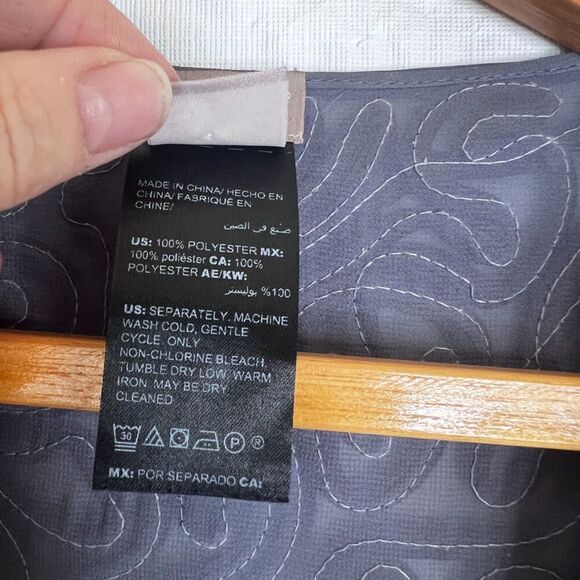 MADE IN CHINA/ HECHO EN
CHINA/ FABRIQUÉ EN
CHINE/
صنع في الصين
US: 100% POLYESTER MX:
100% poliéster CA: 100%
POLYESTER AE/KW:
100% بوليستر
US: SEPARATELY, MACHINE
WASH COLD, GENTLE
CYCLE, ONLY
NON-CHLORINE BLEACH,
TUMBLE DRY LOW, WARM
IRON, MAY BE DRY
CLEANED
30 P ®
MX: POR SEPARADO CA: